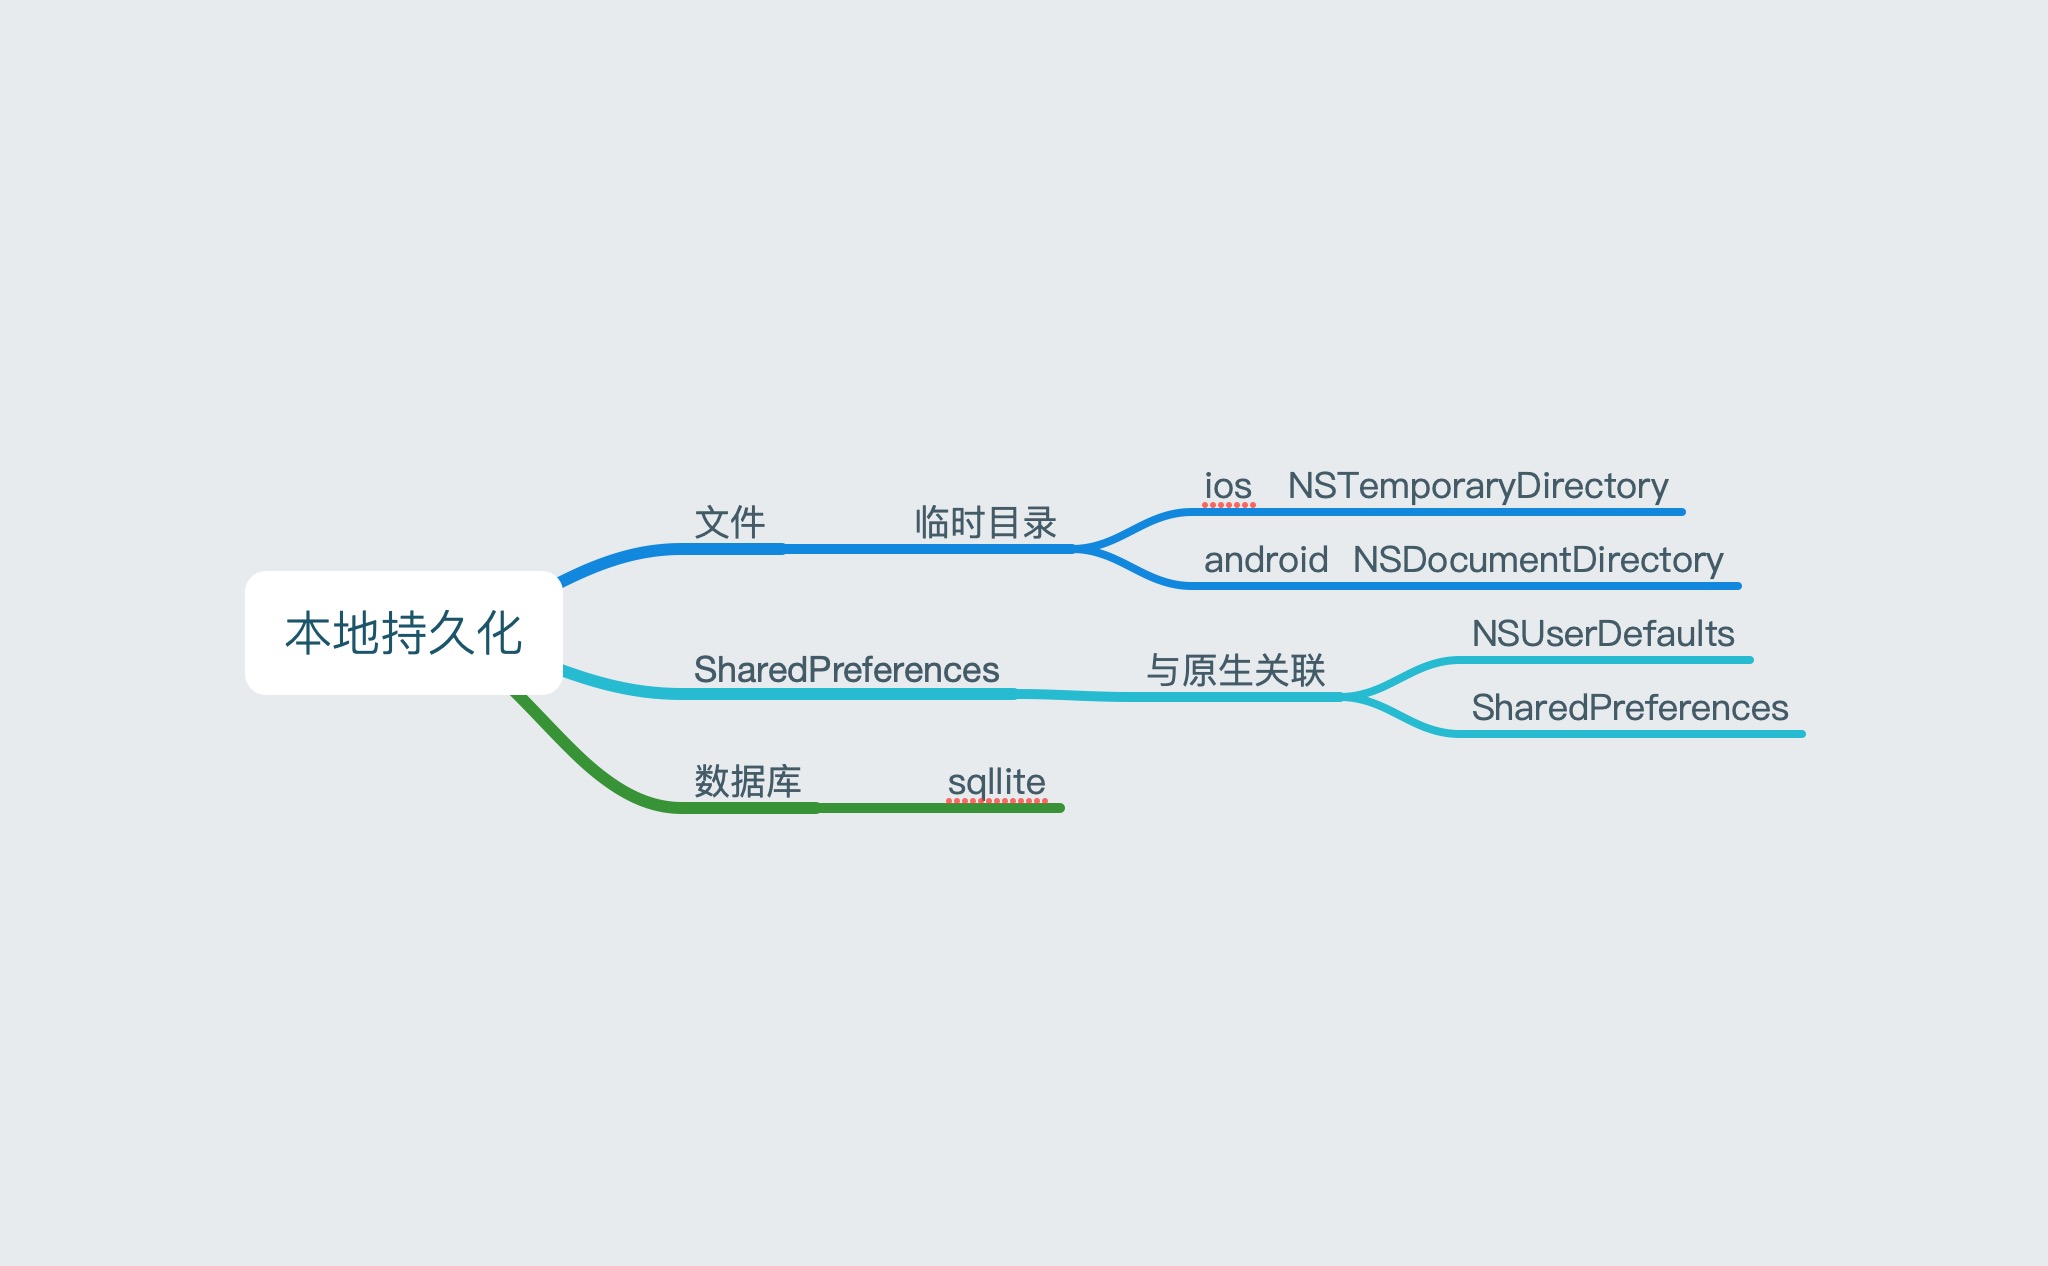 本地持久化
文件
临时目录
ios NSTemporaryDirectory
android NSDocumentDirectory
SharedPreferences
与原生关联
NSUserDefaults
SharedPreferences
数据库
sqllite